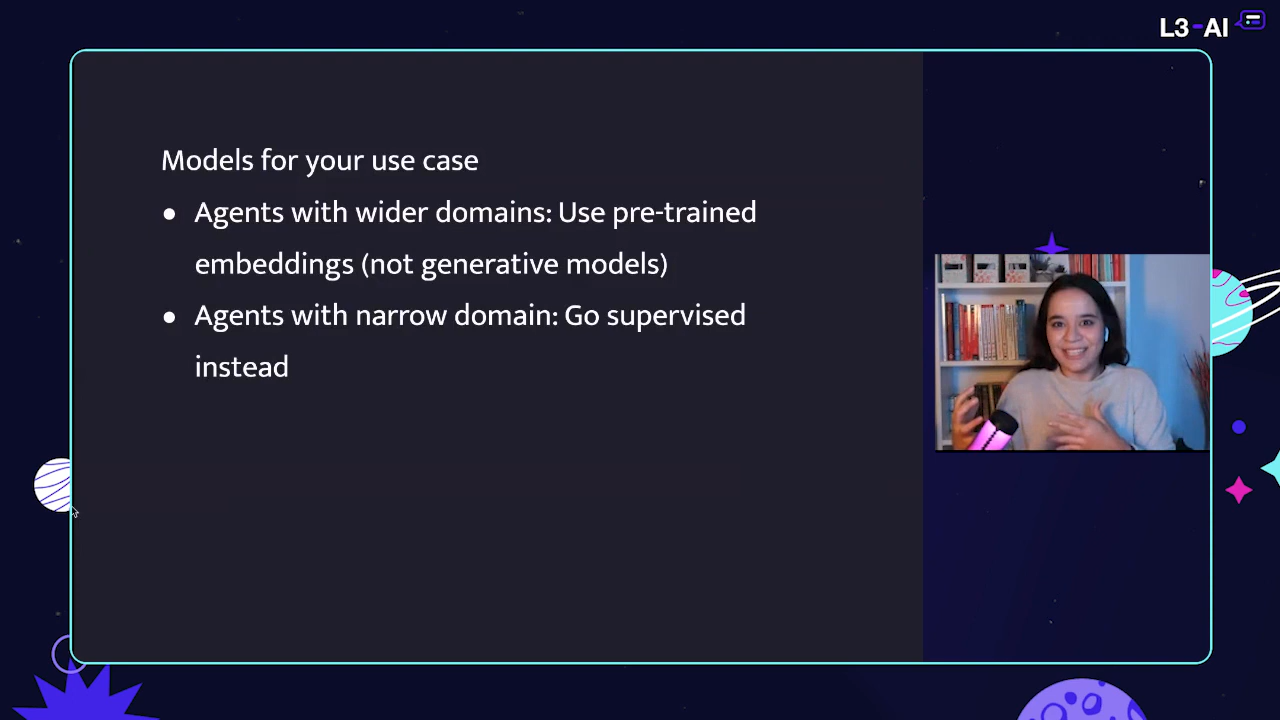 L3-AI
Models for your use case
● Agents with wider domains: Use pre-trained
embeddings (not generative models)
● Agents with narrow domain: Go supervised
instead